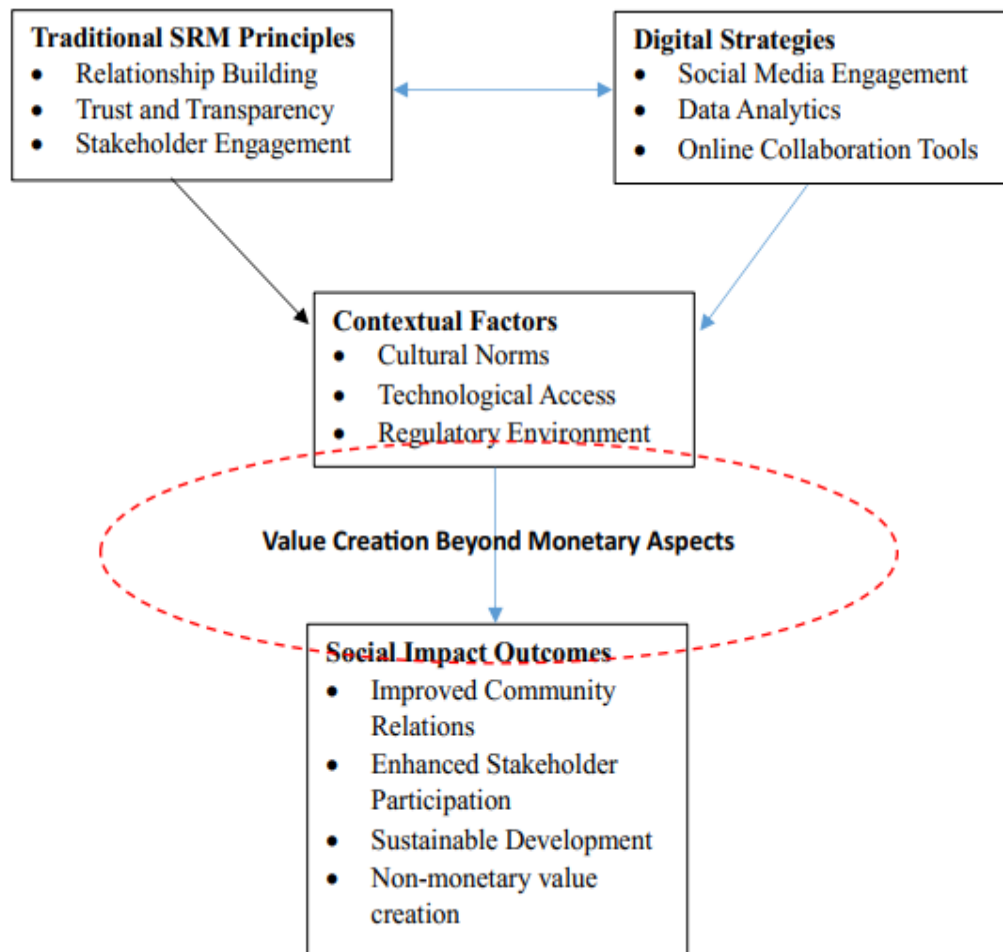 Traditional SRM Principles
• Relationship Building
• Trust and Transparency
• Stakeholder Engagement
Digital Strategies
• Social Media Engagement
• Data Analytics
• Online Collaboration Tools
Contextual Factors
• Cultural Norms
• Technological Access
• Regulatory Environment
Value Creation Beyond Monetary Aspects
Social Impact Outcomes
• Improved Community
Relations
• Enhanced Stakeholder
Participation
• Sustainable Development
• Non-monetary value
creation